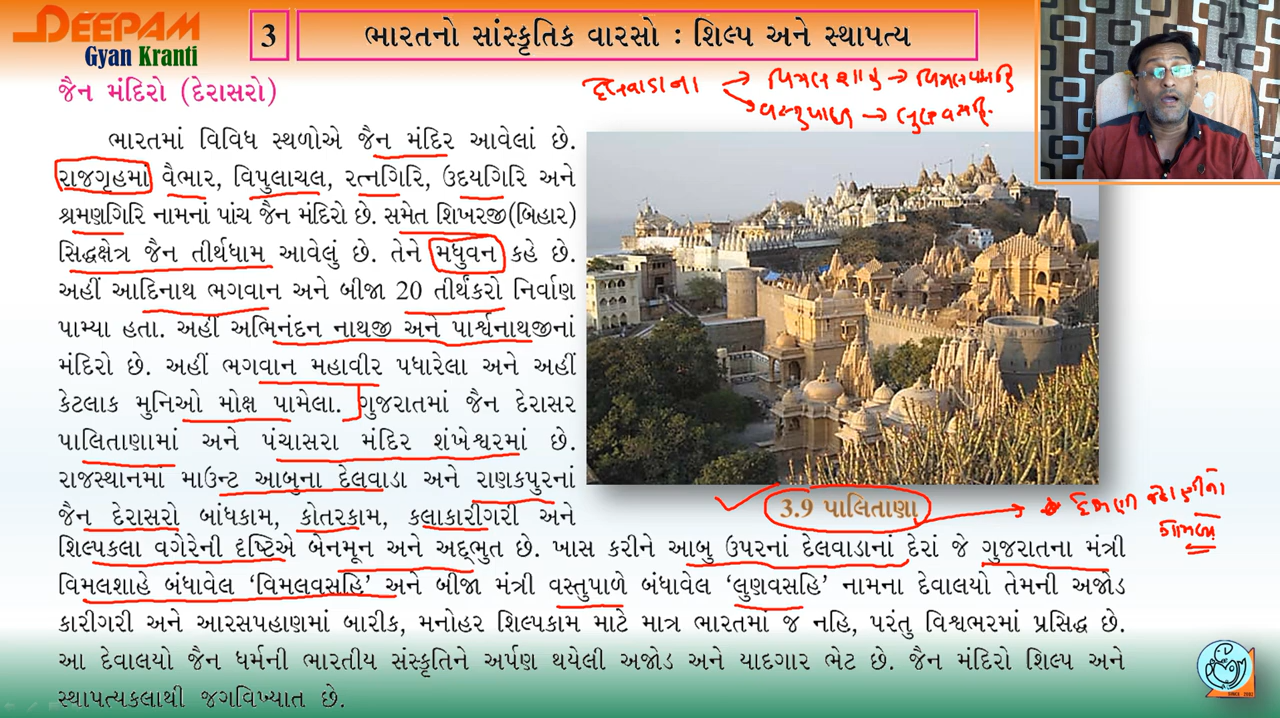 DEEPAM
Gyan Kranti
3
ભારતનો સાંસ્કૃતિક વારસો : શિલ્પ અને સ્થાપત્ય
જૈન મંદિરો (દેરાસરો)
દેલવાડાના → વિમલ શાહ → વિમલવસહિ
વસ્તુપાળ → લુણવસહિ.
ભારતમાં વિવિધ સ્થળોએ જૈન મંદિર આવેલાં છે.
રાજગૃહમાં વૈભાર, વિપુલાચલ, રત્નગિરિ, ઉદયગિરિ અને
શ્રમણગિરિ નામનાં પાંચ જૈન મંદિરો છે. સમેત શિખરજી(બિહાર)
સિદ્ધક્ષેત્ર જૈન તીર્થધામ આવેલું છે. તેને મધુવન કહે છે.
અહીં આદિનાથ ભગવાન અને બીજા 20 તીર્થંકરો નિર્વાણ
પામ્યા હતા. અહીં અભિનંદન નાથજી અને પાર્શ્વનાથજીનાં
મંદિરો છે. અહીં ભગવાન મહાવીર પધારેલા અને અહીં
કેટલાક મુનિઓ મોક્ષ પામેલા. ગુજરાતમાં જૈન દેરાસર
પાલિતાણામાં અને પંચાસરા મંદિર શંખેશ્વરમાં છે.
રાજસ્થાનમાં માઉન્ટ આબુના દેલવાડા અને રાણકપુરનાં
જૈન દેરાસરો બાંધકામ, કોતરકામ, કલાકારીગરી અને
શિલ્પકલા વગેરેની દૃષ્ટિએ બેનમૂન અને અદ્ભુત છે. ખાસ કરીને આબુ ઉપરનાં દેલવાડાનાં દેરાં જે ગુજરાતના મંત્રી
વિમલશાહે બંધાવેલ ‘વિમલવસહિ’ અને બીજા મંત્રી વસ્તુપાળે બંધાવેલ ‘લુણવસહિ’ નામના દેવાલયો તેમની અજોડ
કારીગરી અને આરસપહાણમાં બારીક, મનોહર શિલ્પકામ માટે માત્ર ભારતમાં જ નહિ, પરંતુ વિશ્વભરમાં પ્રસિદ્ધ છે.
આ દેવાલયો જૈન ધર્મની ભારતીય સંસ્કૃતિને અર્પણ થયેલી અજોડ અને યાદગાર ભેટ છે. જૈન મંદિરો શિલ્પ અને
સ્થાપત્યકલાથી જગવિખ્યાત છે.
3.9 પાલિતાણા